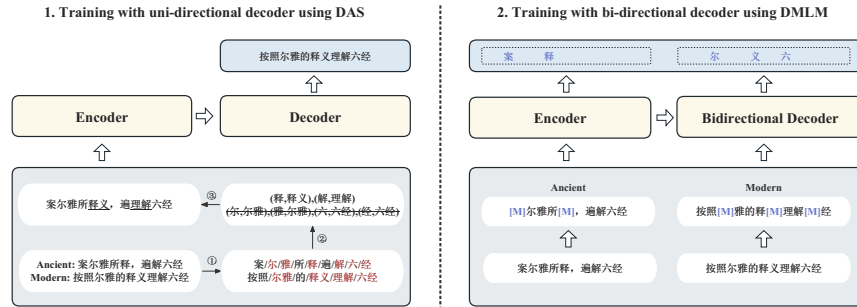 1. Training with uni-directional decoder using DAS
按照尔雅的释义理解六经
Encoder
Decoder
案尔雅所释义，遍理解六经
③
(释,释义),(解,理解)
(尔,尔雅),(雅,尔雅),(六,六经),(经,六经)
②
Ancient: 案尔雅所释，遍解六经
Modern: 按照尔雅的释义理解六经
①
案/尔/雅/所/释/遍/解/六/经
按照/尔雅/的/释义/理解/六经
2. Training with bi-directional decoder using DMLM
案 释
尔 义 六
Encoder
Bidirectional Decoder
Ancient
Modern
[M]尔雅所[M]，遍解六经
按照[M]雅的释[M]理解[M]经
案尔雅所释，遍解六经
按照尔雅的释义理解六经